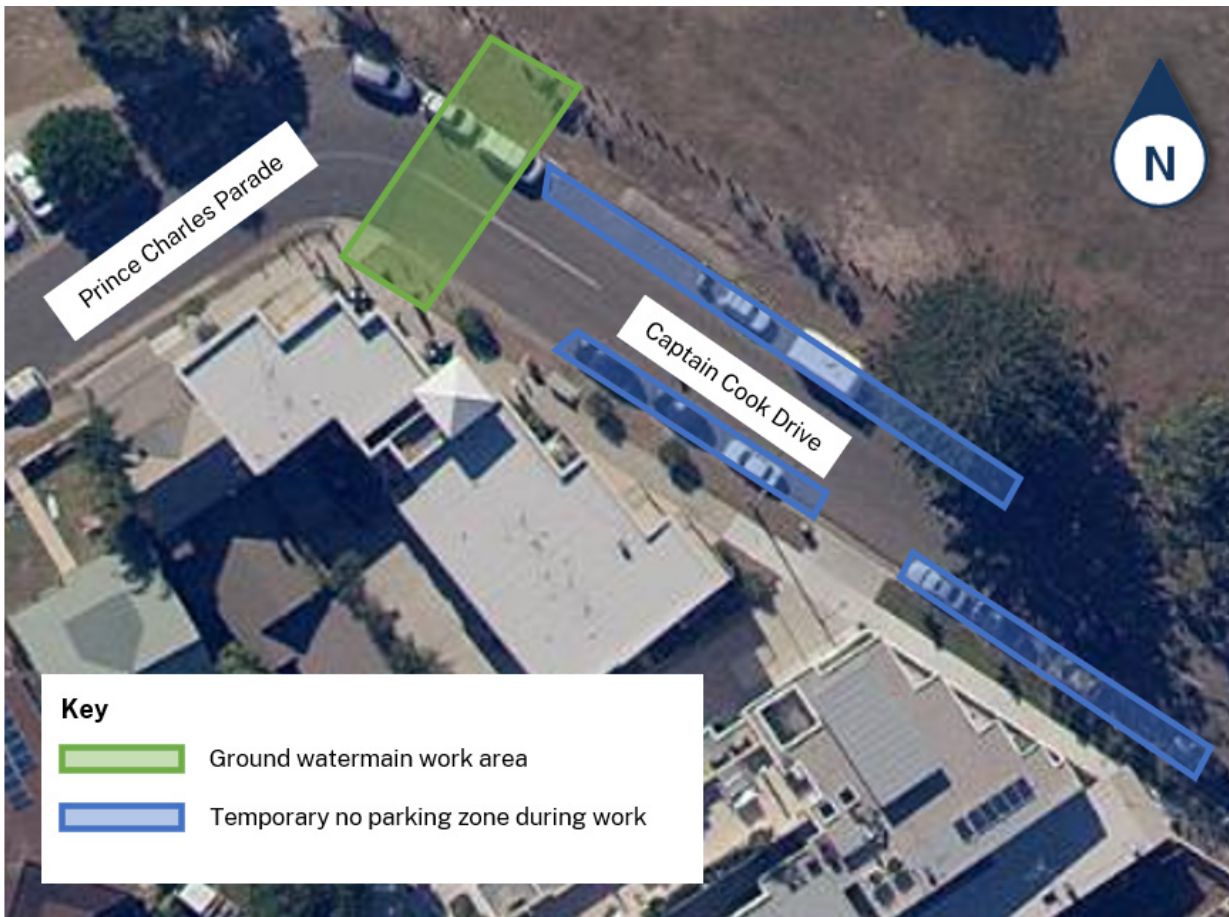 N
Prince Charles Parade
Captain Cook Drive
Key
Ground watermain work area
Temporary no parking zone during work